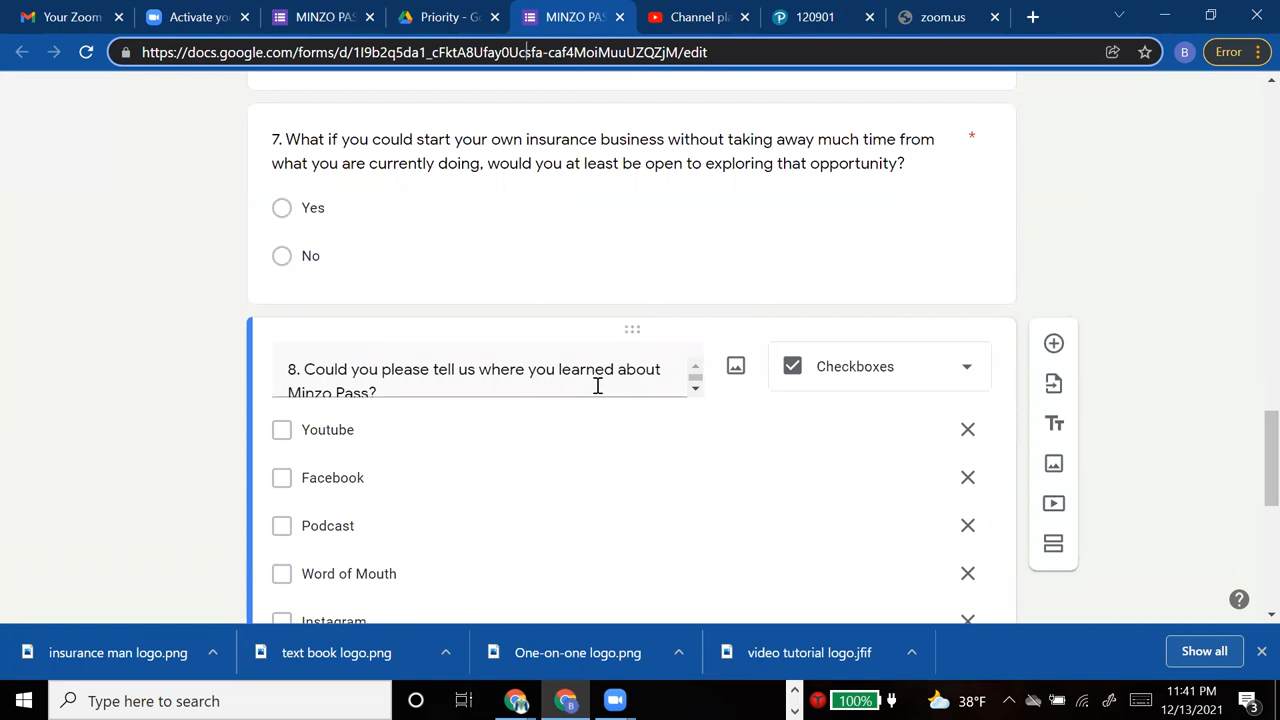 Your Zoom
Activate you
MINZO PAS
Priority - Go
MINZO PAS
Channel pla
120901
zoom.us
https://docs.google.com/forms/d/1I9b2q5da1_cFktA8Ufay0Ucsfa-caf4MoiMuuUZQZjM/edit
B
Error
7. What if you could start your own insurance business without taking away much time from
what you are currently doing, would you at least be open to exploring that opportunity?
*
Yes
No
8. Could you please tell us where you learned about
Minzo Pass?
Checkboxes
Youtube
Facebook
Podcast
Word of Mouth
Instagram
insurance man logo.png
text book logo.png
One-on-one logo.png
video tutorial logo.jfif
Show all
Type here to search
100%
38°F
11:41 PM
12/13/2021
3